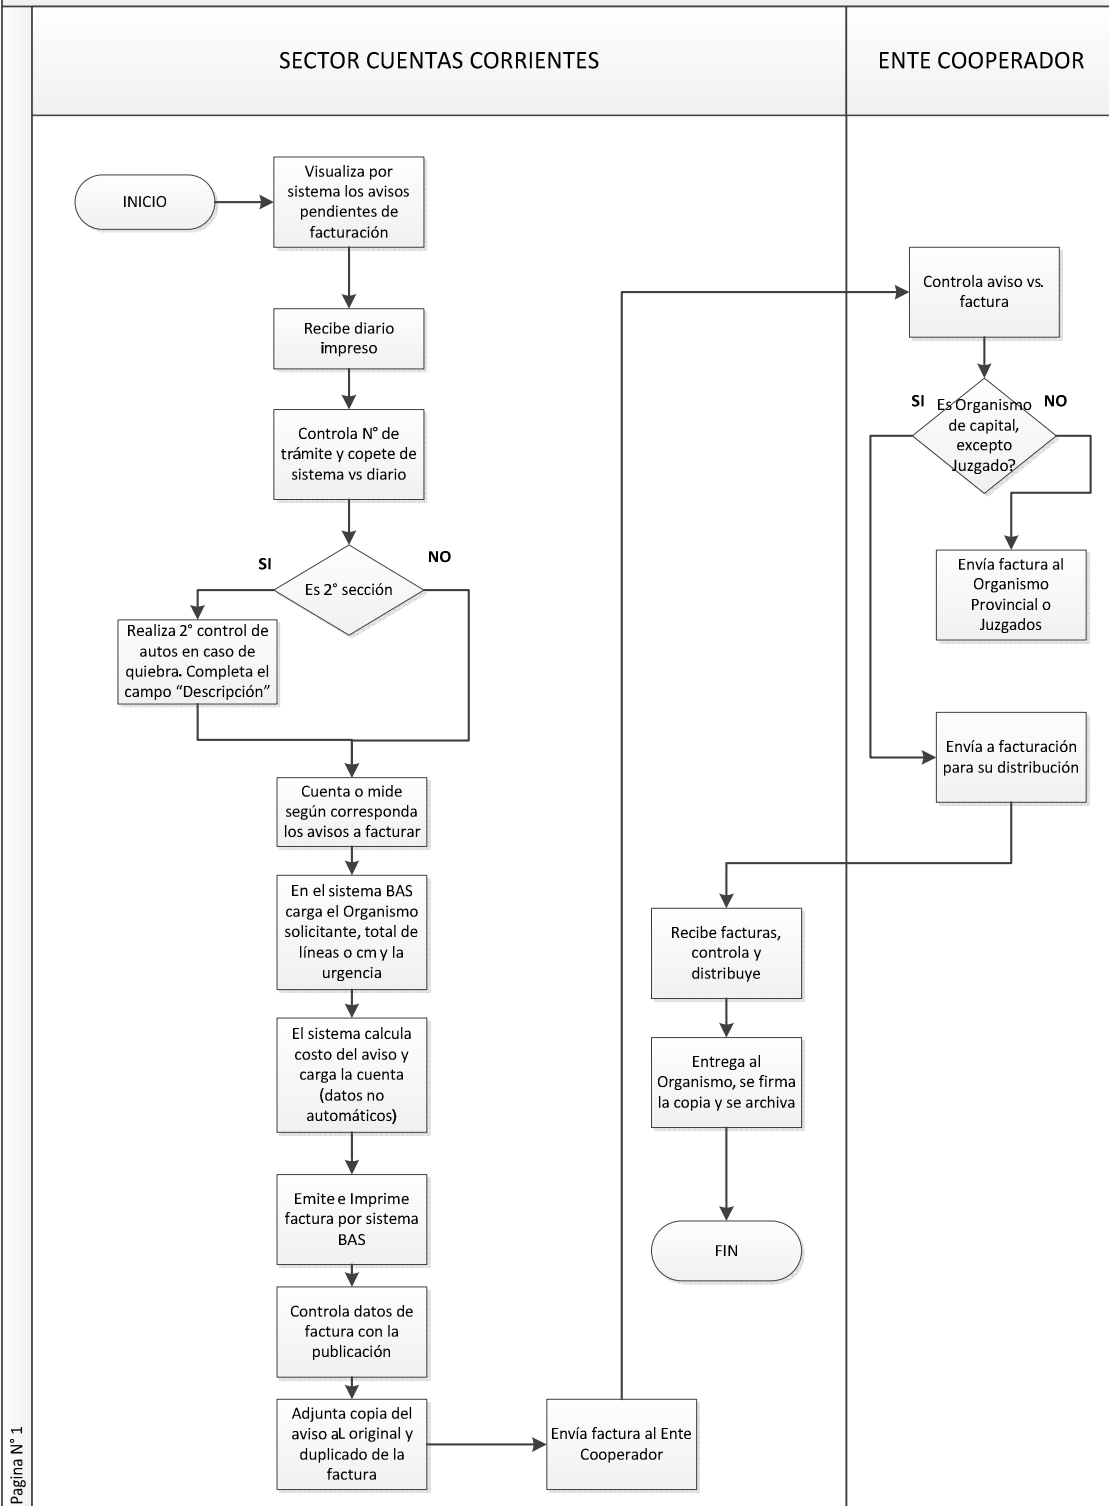 SECTOR CUENTAS CORRIENTES
ENTE COOPERADOR
INICIO
Visualiza por
sistema los avisos
pendientes de
facturación
Recibe diario
impreso
Controla N° de
trámite y copete de
sistema vs diario
SI
NO
Es 2° sección
Realiza 2° control de
autos en caso de
quiebra. Completa el
campo “Descripción”
Cuenta o mide
según corresponda
los avisos a facturar
En el sistema BAS
carga el Organismo
solicitante, total de
líneas o cm y la
urgencia
El sistema calcula
costo del aviso y
carga la cuenta
(datos no
automáticos)
Emite e Imprime
factura por sistema
BAS
Controla datos de
factura con la
publicación
Adjunta copia del
aviso aL original y
duplicado de la
factura
Envía factura al Ente
Cooperador
Controla aviso vs.
factura
SI
NO
Es Organismo
de capital,
excepto
Juzgado?
Envía factura al
Organismo
Provincial o
Juzgados
Envía a facturación
para su distribución
Recibe facturas,
controla y
distribuye
Entrega al
Organismo, se firma
la copia y se archiva
FIN
Pagina N° 1